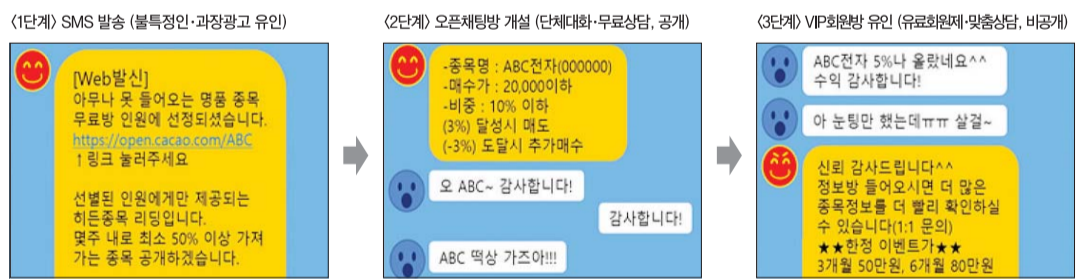 <1단계> SMS 발송 (불특정인·과장광고 유인)
[Web발신]
아무나 못 들어오는 명품 종목
무료방 인원에 선정되셨습니다.
https://open.cacao.com/ABC
↑링크 눌러주세요
선별된 인원에게만 제공되는
히든종목 리딩입니다.
몇주 내로 최소 50% 이상 가져
가는 종목 공개하겠습니다.
<2단계> 오픈채팅방 개설 (단체대화·무료상담, 공개)
-종목명 : ABC전자(000000)
-매수가 : 20,000이하
-비중 : 10% 이하
(3%) 달성시 매도
(-3%) 도달시 추가매수
오 ABC~ 감사합니다!
감사합니다!
ABC 떡상 가즈아!!!
<3단계> VIP회원방 유인 (유료회원제·맞춤상담, 비공개)
ABC전자 5%나 올랐네요^^
수익 감사합니다!
아 눈팅만 했는데ㅠㅠ 살걸~
신뢰 감사드립니다^^
정보방 들어오시면 더 많은
종목정보를 더 빨리 확인하실
수 있습니다(1:1 문의)
★★한정 이벤트가★★
3개월 50만원, 6개월 80만원